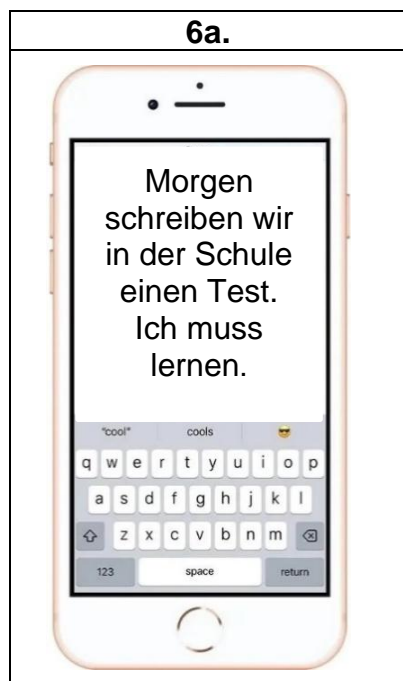 6a.
Morgen
schreiben wir
in der Schule
einen Test.
Ich muss
lernen.
"cool" cools 😎
q w e r t y u i o p
a s d f g h j k l
z x c v b n m
123 space return